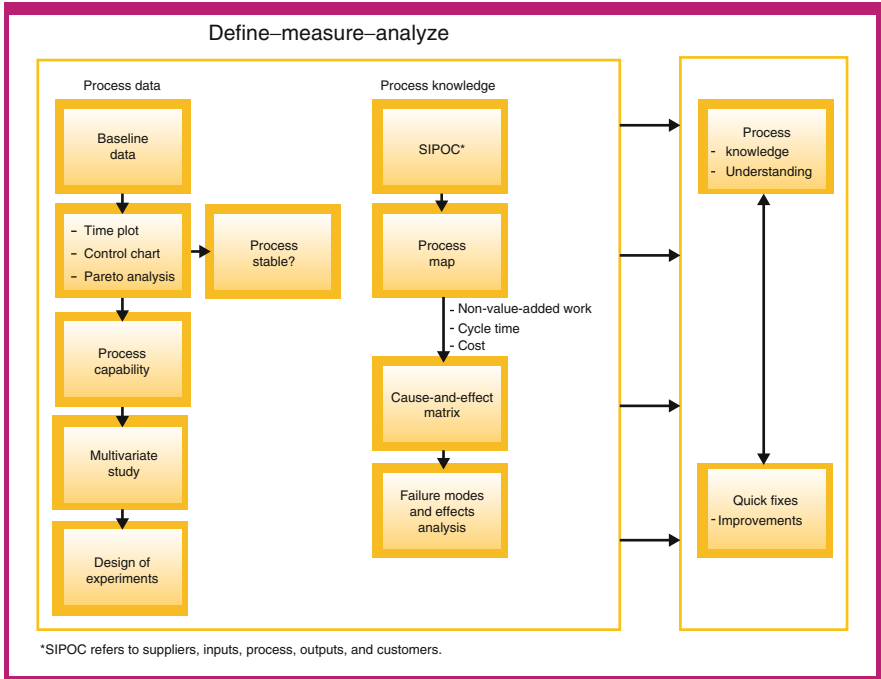 Define–measure–analyze
Process data
Baseline
data
- Time plot
- Control chart
- Pareto analysis
Process
stable?
Process
capability
Multivariate
study
Design of
experiments
Process knowledge
SIPOC*
Process
map
- Non-value-added work
- Cycle time
- Cost
Cause-and-effect
matrix
Failure modes
and effects
analysis
Process
- knowledge
- Understanding
Quick fixes
- Improvements
*SIPOC refers to suppliers, inputs, process, outputs, and customers.